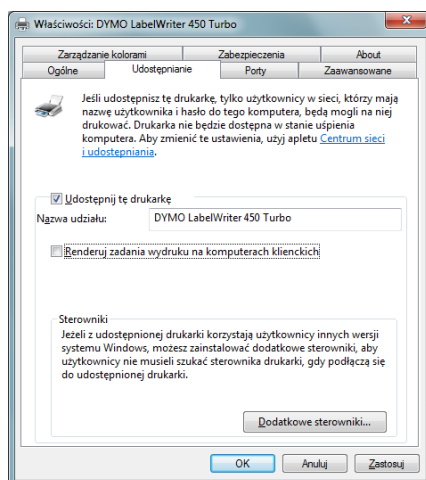 Właściwości: DYMO LabelWriter 450 Turbo
Zarządzanie kolorami Zabezpieczenia About
Ogólne Udostępnianie Porty Zaawansowane
Jeśli udostępnisz tę drukarkę, tylko użytkownicy w sieci, którzy mają
nazwę użytkownika i hasło do tego komputera, będą mogli na niej
drukować. Drukarka nie będzie dostępna w stanie uśpienia
komputera. Aby zmienić te ustawienia, użyj apletu Centrum sieci
i udostępniania.
Udostępnij tę drukarkę
Nazwa udziału: DYMO LabelWriter 450 Turbo
Renderuj zadania wydruku na komputerach klienckich
Sterowniki
Jeżeli z udostępnionej drukarki korzystają użytkownicy innych wersji
systemu Windows, możesz zainstalować dodatkowe sterowniki, aby
użytkownicy nie musieli szukać sterownika drukarki, gdy podłączą się
do udostępnionej drukarki.
Dodatkowe sterowniki...
OK Anuluj Zastosuj